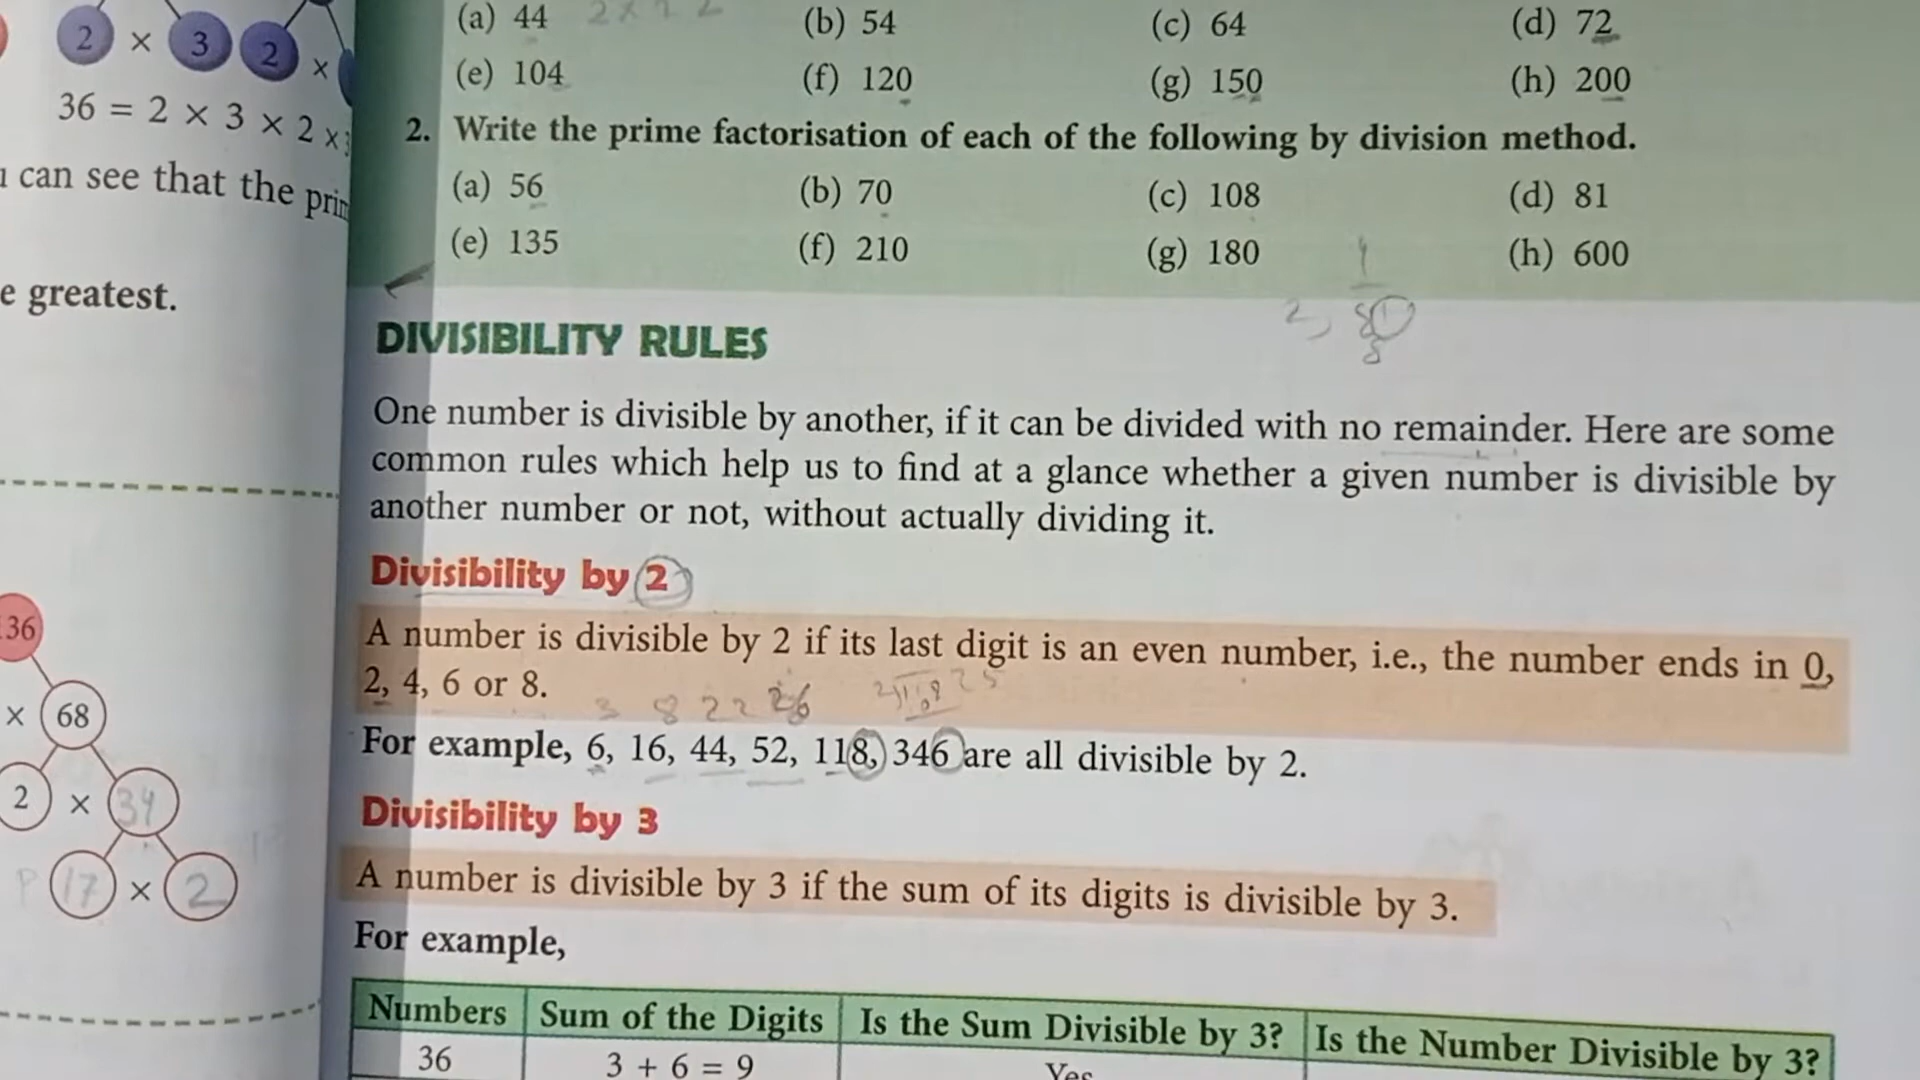 2 × 3 2 ×
36 = 2 × 3 × 2 ×
can see that the
e greatest.
36
× 68
2 × 34
P 17 × 2
(a) 44 (b) 54 (c) 64 (d) 72
(e) 104 (f) 120 (g) 150 (h) 200
2. Write the prime factorisation of each of the following by division method.
(a) 56 (b) 70 (c) 108 (d) 81
(e) 135 (f) 210 (g) 180 (h) 600
DIVISIBILITY RULES
One number is divisible by another, if it can be divided with no remainder. Here are some
common rules which help us to find at a glance whether a given number is divisible by
another number or not, without actually dividing it.
Divisibility by 2
A number is divisible by 2 if its last digit is an even number, i.e., the number ends in 0,
2, 4, 6 or 8.
3 8 22 26
For example, 6, 16, 44, 52, 118, 346 are all divisible by 2.
Divisibility by 3
A number is divisible by 3 if the sum of its digits is divisible by 3.
For example,
Numbers Sum of the Digits Is the Sum Divisible by 3? Is the Number Divisible by 3?
36 3 + 6 = 9 Yes